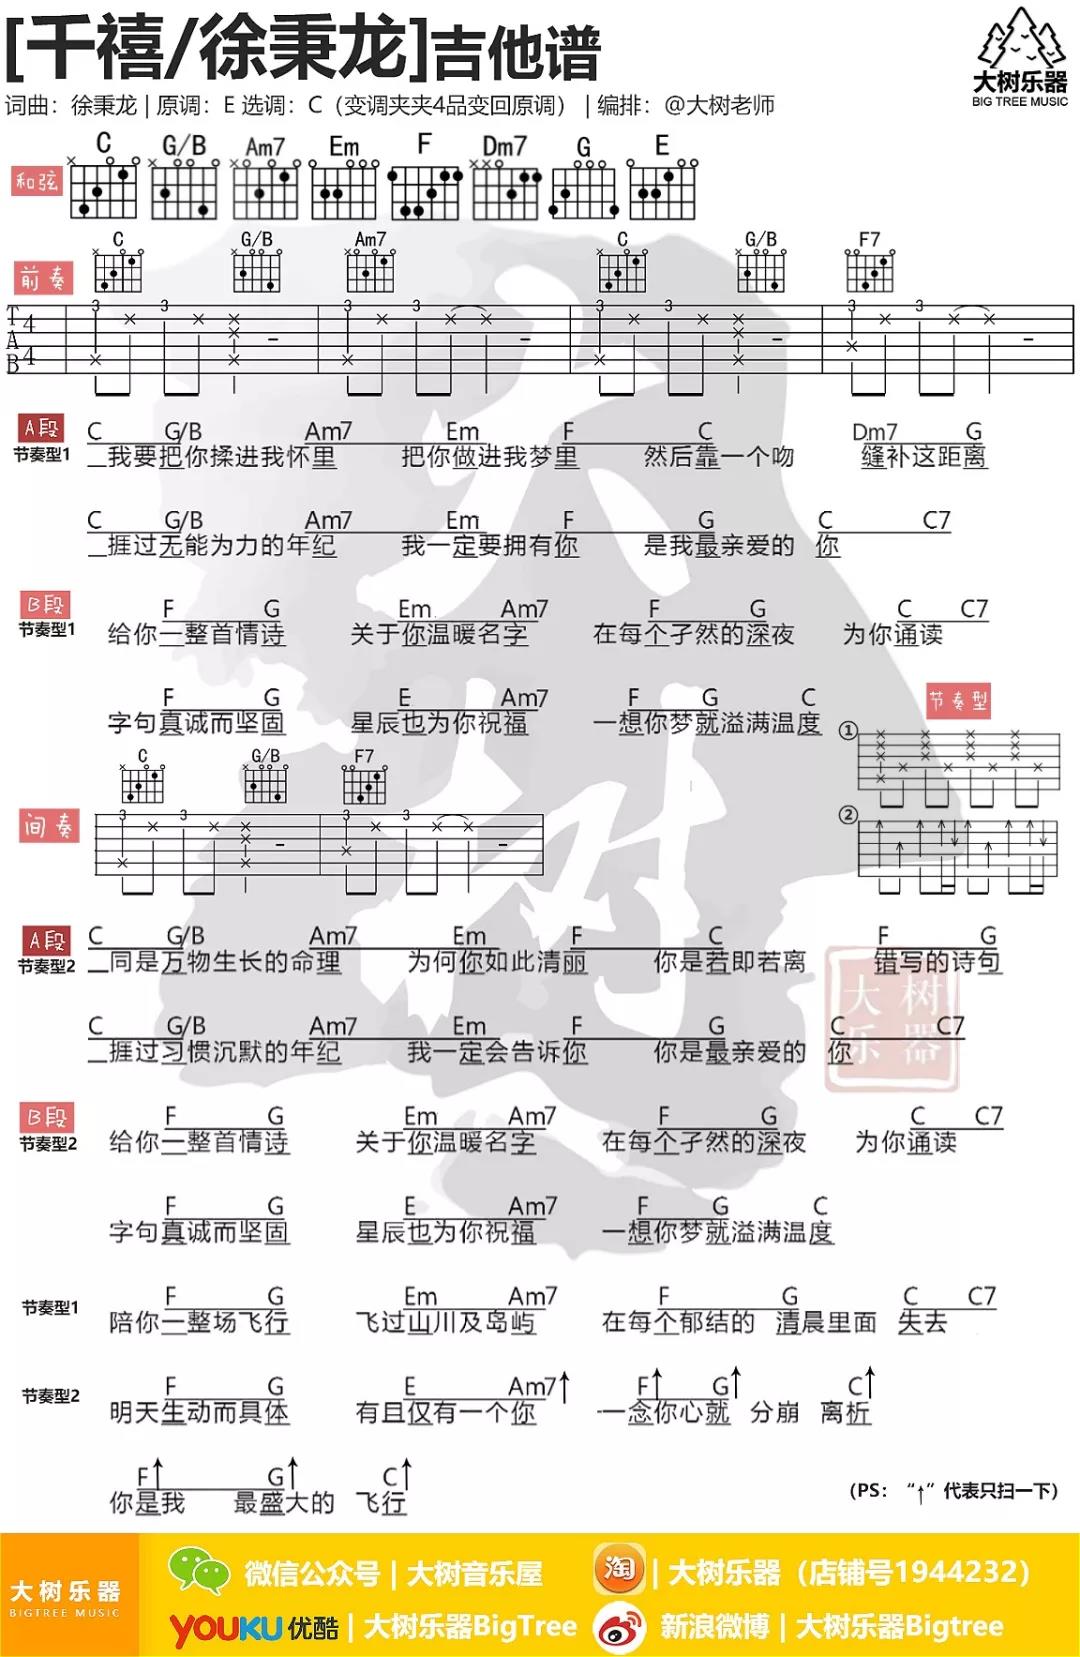 [千禧/徐秉龙]吉他谱
大树乐器
BIG TREE MUSIC
词曲：徐秉龙 | 原调：E 选调：C（变调夹夹4品变回原调） | 编排：@大树老师
和弦 C G/B Am7 Em F Dm7 G E
前奏 C G/B Am7 C G/B F7
3 3 3 3 3 3 3 3
T A B 4 4
A段 C G/B Am7 Em F C Dm7 G
节奏型1 _我要把你揉进我怀里 把你做进我梦里 然后靠一个吻 缝补这距离
C G/B Am7 Em F G C C7
_捱过无能为力的年纪 我一定要拥有你 是我最亲爱的 你
B段 F G Em Am7 F G C C7
节奏型1 给你一整首情诗 关于你温暖名字 在每个孑然的深夜 为你诵读
F G E Am7 F G C
字句真诚而坚固 星辰也为你祝福 一想你梦就溢满温度
节奏型
①
②
C G/B F7
间奏 3 3 3 3
A段 C G/B Am7 Em F C F G
节奏型2 _同是万物生长的命理 为何你如此清丽 你是若即若离 错写的诗句
C G/B Am7 Em F G C C7
_捱过习惯沉默的年纪 我一定会告诉你 你是最亲爱的 你
大树乐器
B段 F G Em Am7 F G C C7
节奏型2 给你一整首情诗 关于你温暖名字 在每个孑然的深夜 为你诵读
F G E Am7 F G C
字句真诚而坚固 星辰也为你祝福 一想你梦就溢满温度
F G Em Am7 F G C C7
节奏型1 陪你一整场飞行 飞过山川及岛屿 在每个郁结的 清晨里面 失去
F G E Am7↑ F↑ G↑ C↑
节奏型2 明天生动而具体 有且仅有一个你 一念你心就 分崩 离析
F↑ G↑ C↑
你是我 最盛大的 飞行
（PS：“↑”代表只扫一下）
大树乐器
BIGTREE MUSIC
微信公众号 | 大树音乐屋
淘 | 大树乐器（店铺号1944232）
YOUKU 优酷 | 大树乐器BigTree
新浪微博 | 大树乐器Bigtree
大树